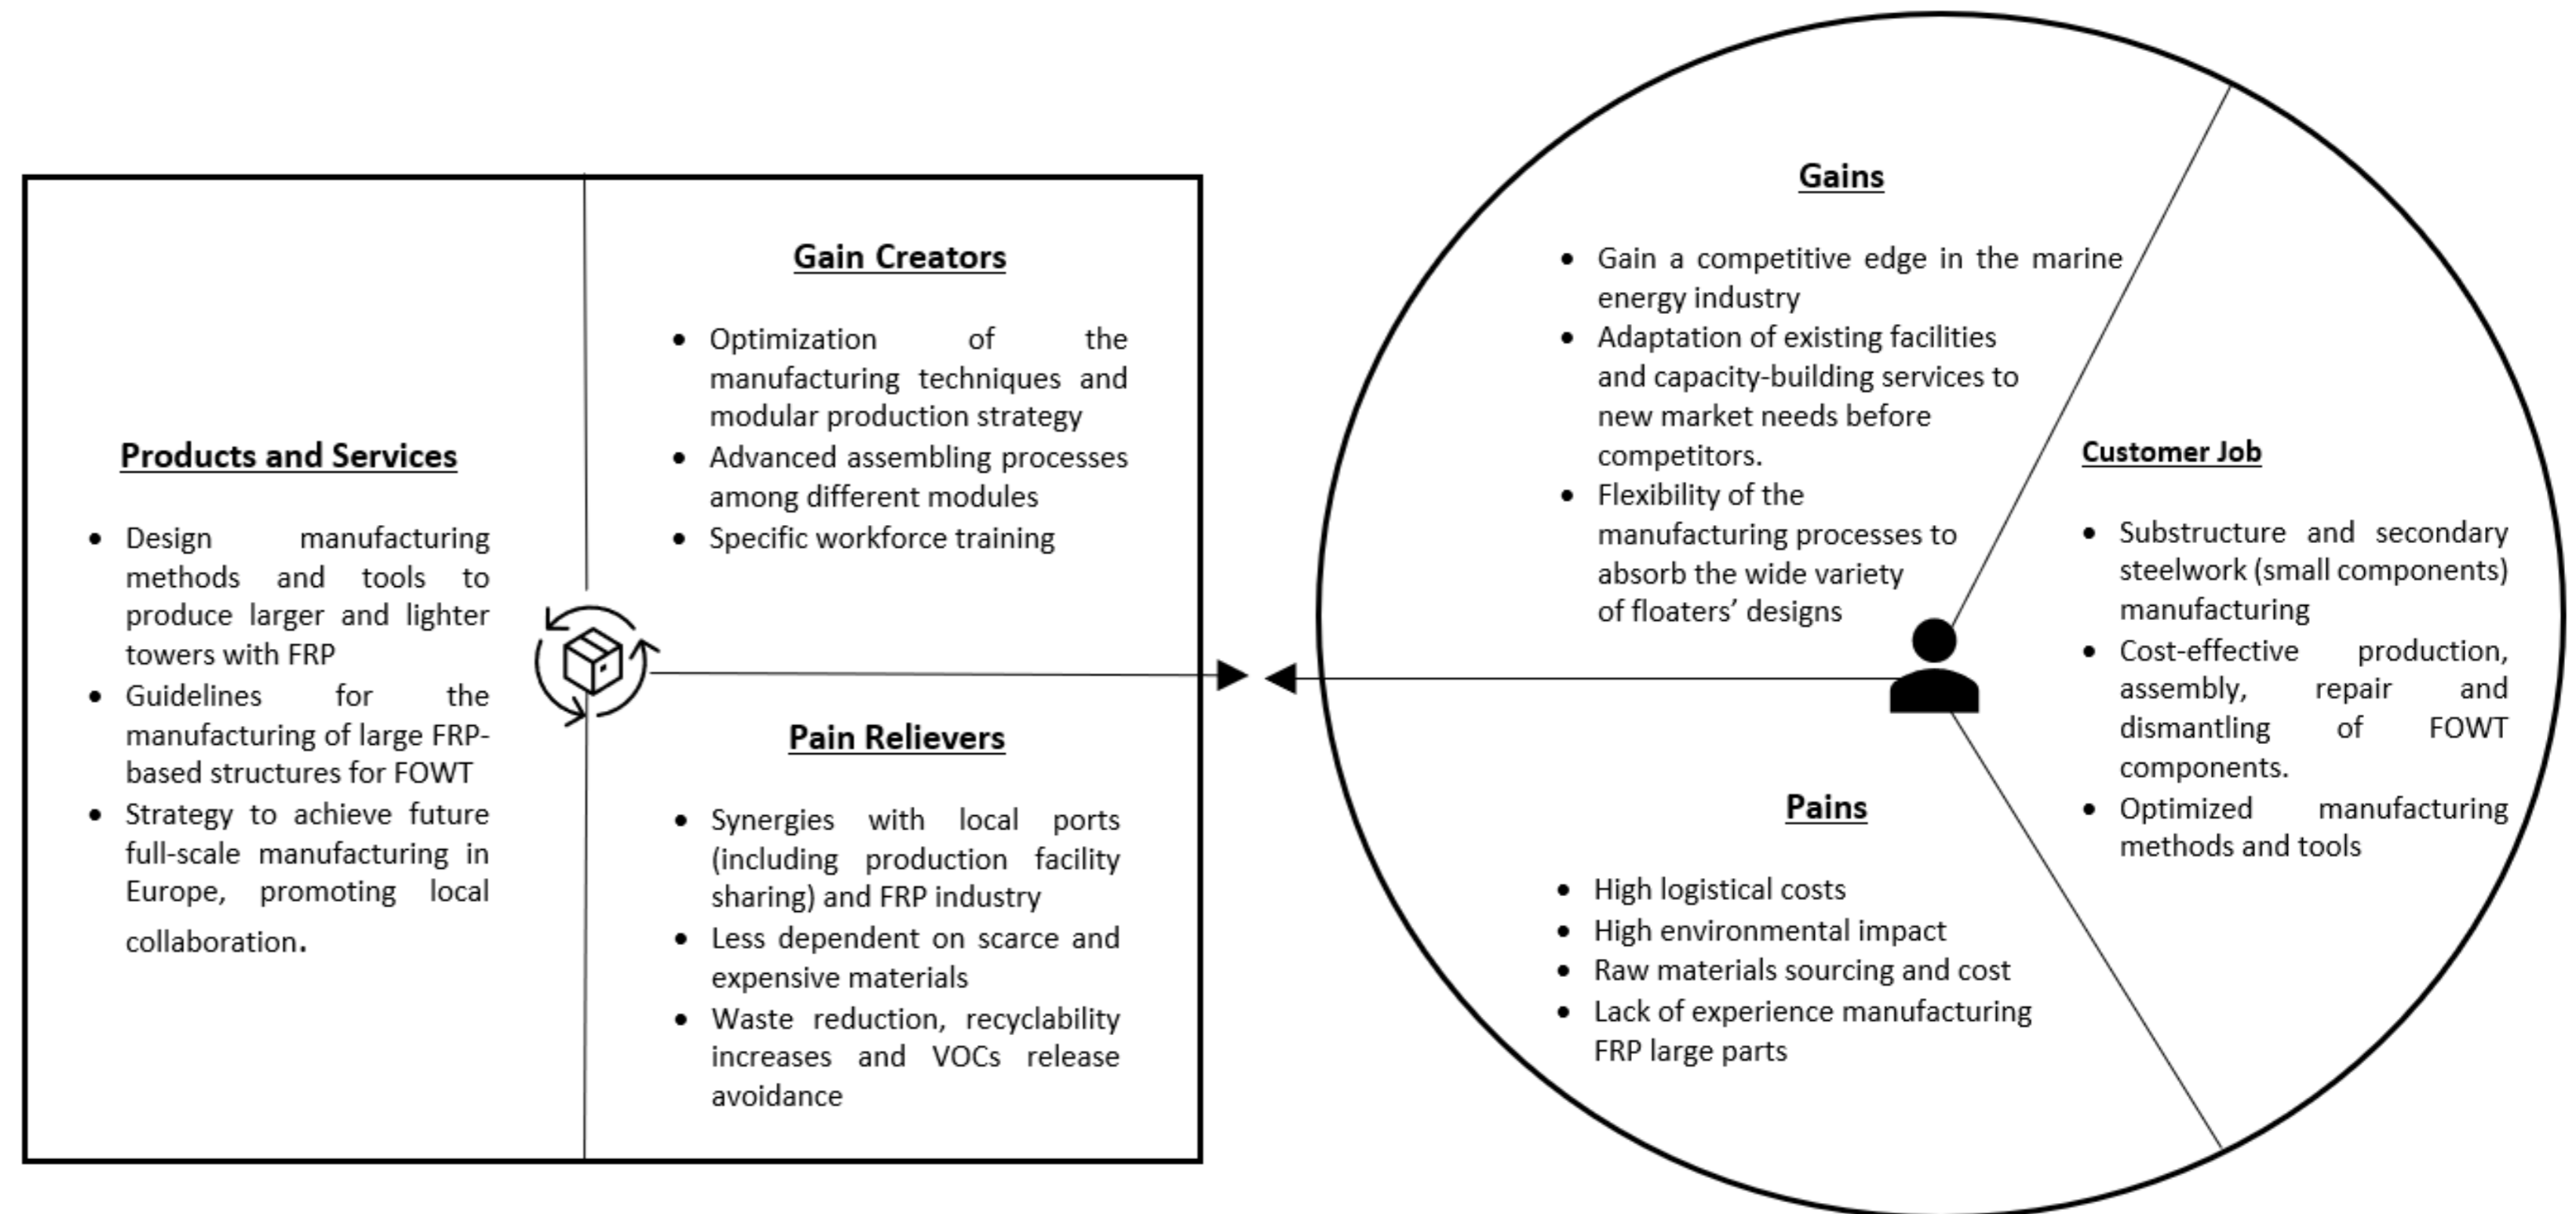 Products and Services
• Design manufacturing
methods and tools to
produce larger and lighter
towers with FRP
• Guidelines for the
manufacturing of large FRP-
based structures for FOWT
• Strategy to achieve future
full-scale manufacturing in
Europe, promoting local
collaboration.
Gain Creators
• Optimization of the
manufacturing techniques and
modular production strategy
• Advanced assembling processes
among different modules
• Specific workforce training
Pain Relievers
• Synergies with local ports
(including production facility
sharing) and FRP industry
• Less dependent on scarce and
expensive materials
• Waste reduction, recyclability
increases and VOCs release
avoidance
Gains
• Gain a competitive edge in the marine
energy industry
• Adaptation of existing facilities
and capacity-building services to
new market needs before
competitors.
• Flexibility of the
manufacturing processes to
absorb the wide variety
of floaters’ designs
Pains
• High logistical costs
• High environmental impact
• Raw materials sourcing and cost
• Lack of experience manufacturing
FRP large parts
Customer Job
• Substructure and secondary
steelwork (small components)
manufacturing
• Cost-effective production,
assembly, repair and
dismantling of FOWT
components.
• Optimized manufacturing
methods and tools